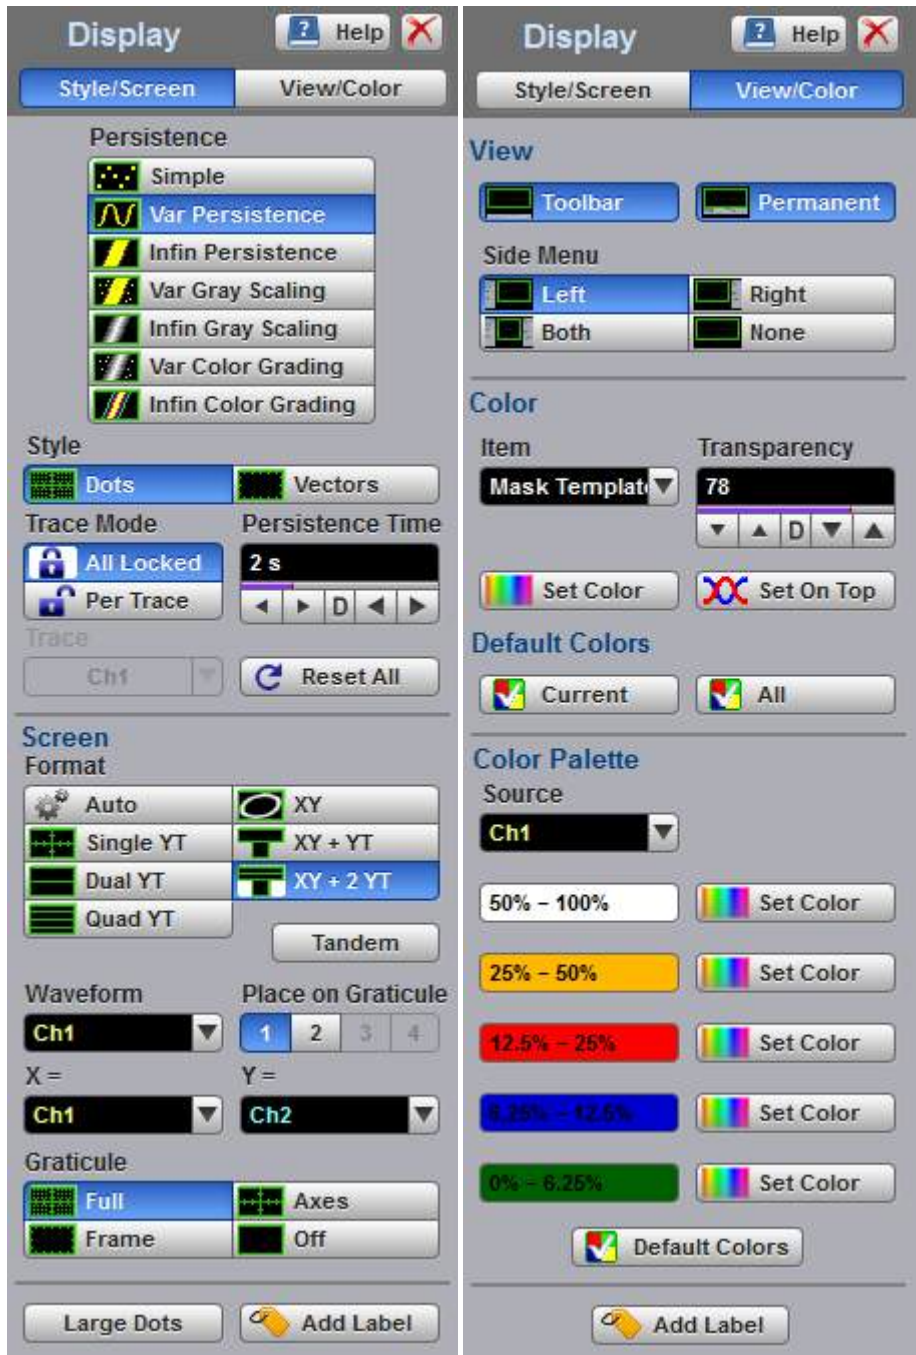 Display
? Help
Style/Screen View/Color
Persistence
Simple
Var Persistence
Infin Persistence
Var Gray Scaling
Infin Gray Scaling
Var Color Grading
Infin Color Grading
Style
Dots Vectors
Trace Mode Persistence Time
All Locked 2 s
Per Trace D
Trace
Ch1 Reset All
Screen
Format
Auto XY
Single YT XY + YT
Dual YT XY + 2 YT
Quad YT
Tandem
Waveform Place on Graticule
Ch1 1 2 3 4
X = Y =
Ch1 Ch2
Graticule
Full Axes
Frame Off
Large Dots Add Label
Display
? Help
Style/Screen View/Color
View
Toolbar Permanent
Side Menu
Left Right
Both None
Color
Item Transparency
Mask Template 78
D
Set Color Set On Top
Default Colors
Current All
Color Palette
Source
Ch1
50% – 100% Set Color
25% – 50% Set Color
12.5% – 25% Set Color
6.25% – 12.5% Set Color
0% – 6.25% Set Color
Default Colors
Add Label